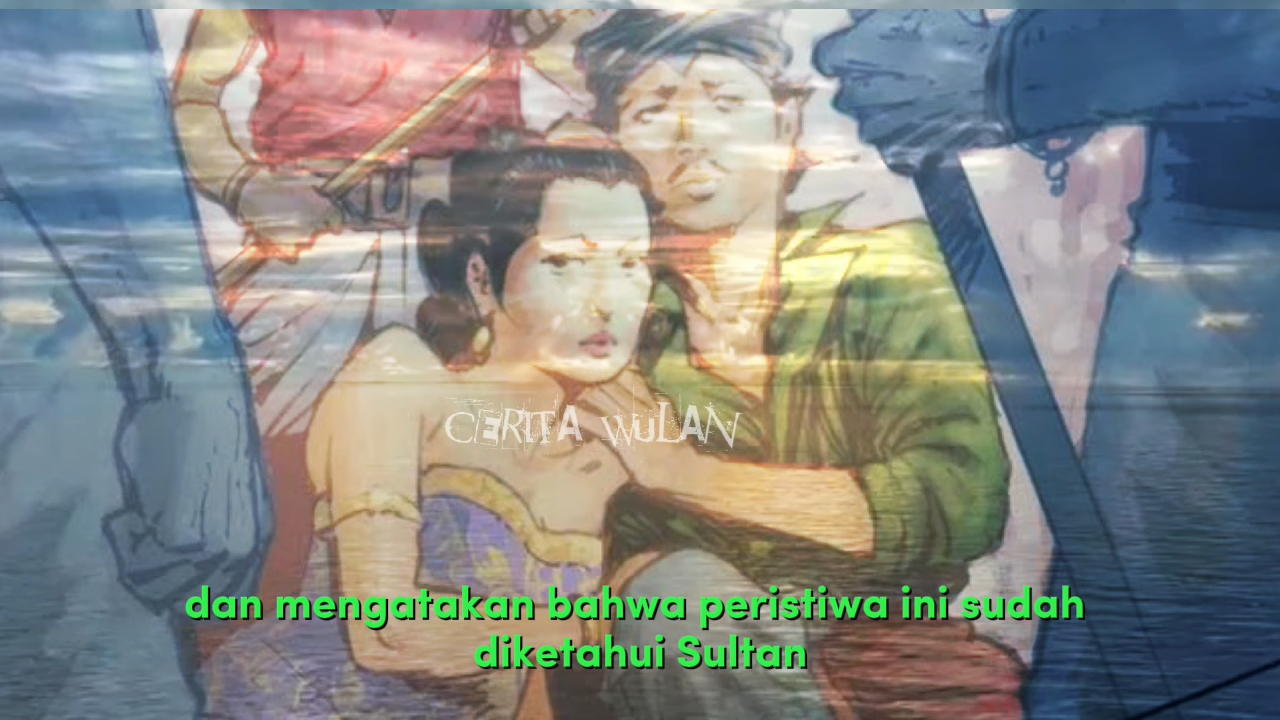 CERITA WULAN
dan mengatakan bahwa peristiwa ini sudah
diketahui Sultan